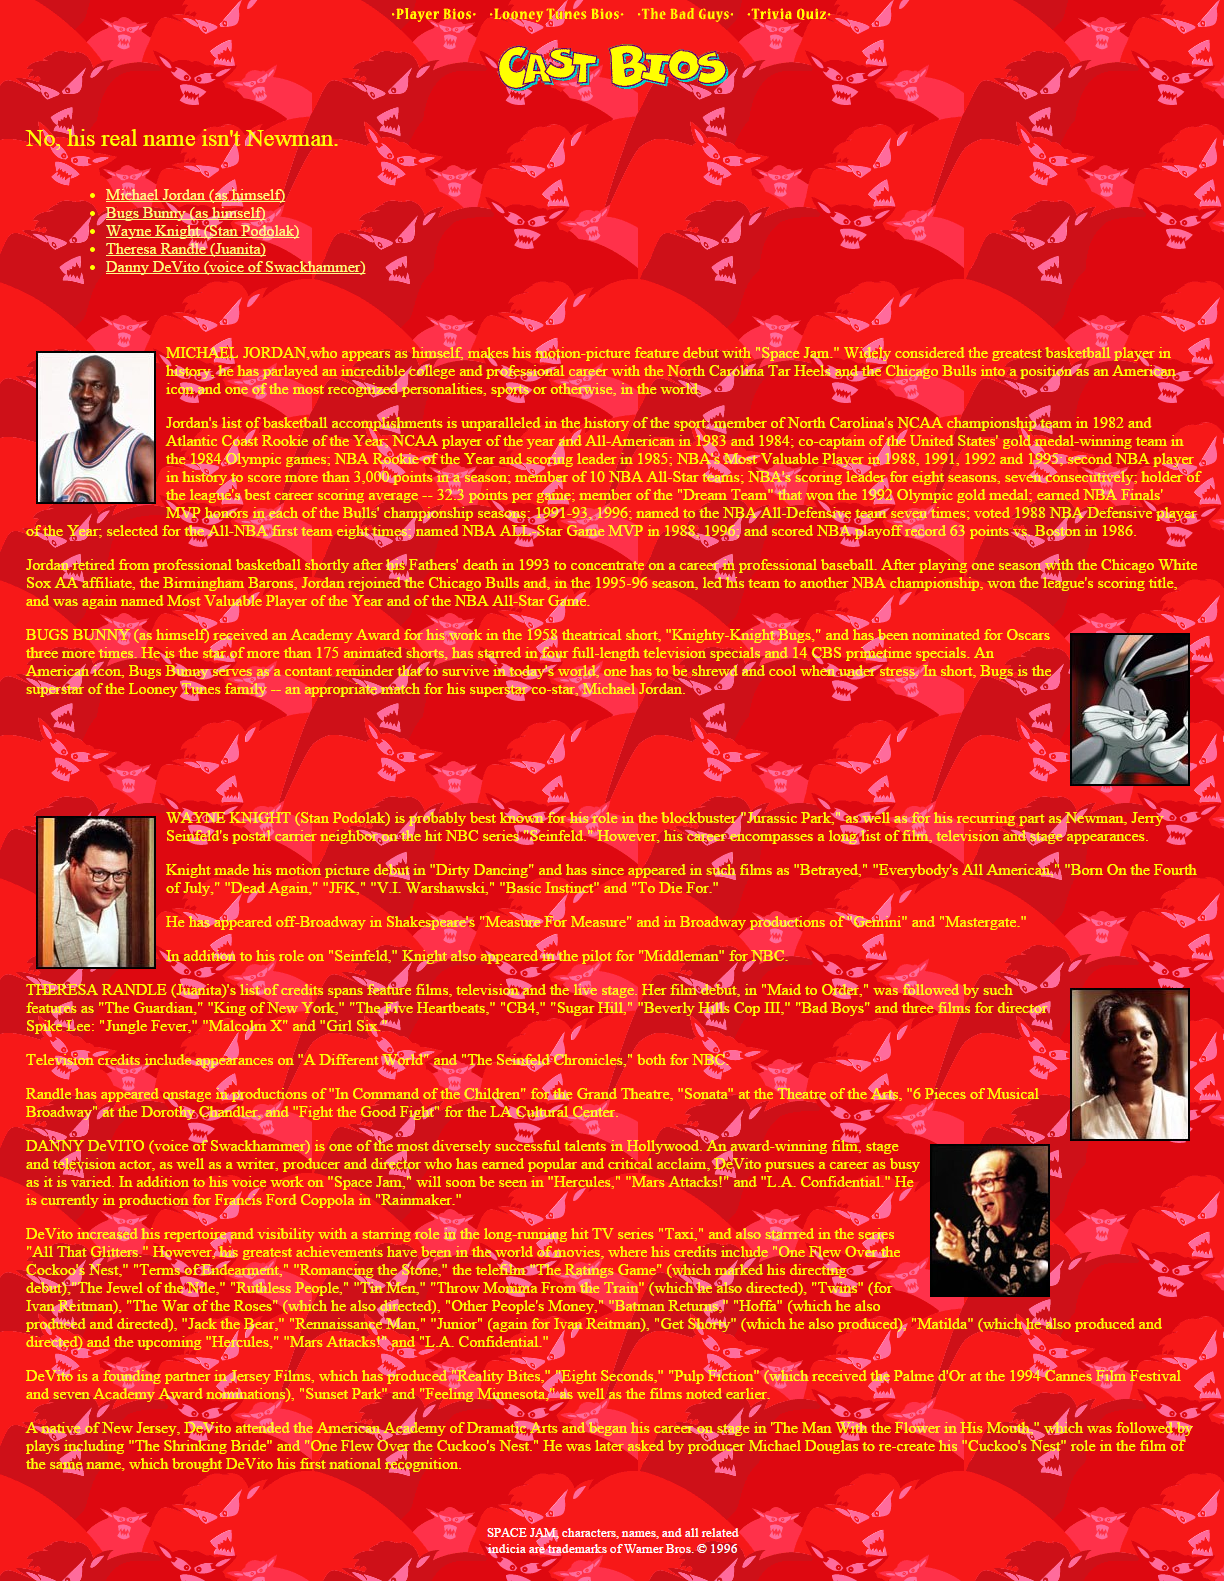 ·Player Bios· ·Looney Tunes Bios· ·The Bad Guys· ·Trivia Quiz·
CAST BIOS
No, his real name isn't Newman.
• Michael Jordan (as himself)
• Bugs Bunny (as himself)
• Wayne Knight (Stan Podolak)
• Theresa Randle (Juanita)
• Danny DeVito (voice of Swackhammer)
MICHAEL JORDAN,who appears as himself, makes his motion-picture feature debut with "Space Jam." Widely considered the greatest basketball player in
history, he has parlayed an incredible college and professional career with the North Carolina Tar Heels and the Chicago Bulls into a position as an American
icon and one of the most recognized personalities, sports or otherwise, in the world.
Jordan's list of basketball accomplishments is unparalleled in the history of the sport: member of North Carolina's NCAA championship team in 1982 and
Atlantic Coast Rookie of the Year; NCAA player of the year and All-American in 1983 and 1984; co-captain of the United States' gold medal-winning team in
the 1984 Olympic games; NBA Rookie of the Year and scoring leader in 1985; NBA's Most Valuable Player in 1988, 1991, 1992 and 1995; second NBA player
in history to score more than 3,000 points in a season; member of 10 NBA All-Star teams; NBA's scoring leader for eight seasons, seven consecutively; holder of
the league's best career scoring average -- 32.3 points per game; member of the "Dream Team" that won the 1992 Olympic gold medal; earned NBA Finals'
MVP honors in each of the Bulls' championship seasons: 1991-93, 1996; named to the NBA All-Defensive team seven times; voted 1988 NBA Defensive player
of the Year; selected for the All-NBA first team eight times; named NBA ALL-Star Game MVP in 1988, 1996, and scored NBA playoff record 63 points vs. Boston in 1986.
Jordan retired from professional basketball shortly after his Fathers' death in 1993 to concentrate on a career in professional baseball. After playing one season with the Chicago White
Sox AA affiliate, the Birmingham Barons, Jordan rejoined the Chicago Bulls and, in the 1995-96 season, led his team to another NBA championship, won the league's scoring title,
and was again named Most Valuable Player of the Year and of the NBA All-Star Game.
BUGS BUNNY (as himself) received an Academy Award for his work in the 1958 theatrical short, "Knighty-Knight Bugs," and has been nominated for Oscars
three more times. He is the star of more than 175 animated shorts, has starred in four full-length television specials and 14 CBS primetime specials. An
American icon, Bugs Bunny serves as a contant reminder that to survive in today's world, one has to be shrewd and cool when under stress. In short, Bugs is the
superstar of the Looney Tunes family -- an appropriate match for his superstar co-star, Michael Jordan.
WAYNE KNIGHT (Stan Podolak) is probably best known for his role in the blockbuster "Jurassic Park," as well as for his recurring part as Newman, Jerry
Seinfeld's postal carrier neighbor on the hit NBC series "Seinfeld." However, his career encompasses a long list of film, television and stage appearances.
Knight made his motion picture debut in "Dirty Dancing" and has since appeared in such films as "Betrayed," "Everybody's All American," "Born On the Fourth
of July," "Dead Again," "JFK," "V.I. Warshawski," "Basic Instinct" and "To Die For."
He has appeared off-Broadway in Shakespeare's "Measure For Measure" and in Broadway productions of "Gemini" and "Mastergate."
In addition to his role on "Seinfeld," Knight also appeared in the pilot for "Middleman" for NBC.
THERESA RANDLE (Juanita)'s list of credits spans feature films, television and the live stage. Her film debut, in "Maid to Order," was followed by such
features as "The Guardian," "King of New York," "The Five Heartbeats," "CB4," "Sugar Hill," "Beverly Hills Cop III," "Bad Boys" and three films for director
Spike Lee: "Jungle Fever," "Malcolm X" and "Girl Six."
Television credits include appearances on "A Different World" and "The Seinfeld Chronicles," both for NBC.
Randle has appeared onstage in productions of "In Command of the Children" for the Grand Theatre, "Sonata" at the Theatre of the Arts, "6 Pieces of Musical
Broadway" at the Dorothy Chandler, and "Fight the Good Fight" for the LA Cultural Center.
DANNY DeVITO (voice of Swackhammer) is one of the most diversely successful talents in Hollywood. An award-winning film, stage
and television actor, as well as a writer, producer and director who has earned popular and critical acclaim, DeVito pursues a career as busy
as it is varied. In addition to his voice work on "Space Jam," will soon be seen in "Hercules," "Mars Attacks!" and "L.A. Confidential." He
is currently in production for Francis Ford Coppola in "Rainmaker."
DeVito increased his repertoire and visibility with a starring role in the long-running hit TV series "Taxi," and also starrred in the series
"All That Glitters." However, his greatest achievements have been in the world of movies, where his credits include "One Flew Over the
Cockoo's Nest," "Terms of Endearment," "Romancing the Stone," the telefilm "The Ratings Game" (which marked his directing
debut),"The Jewel of the Nile," "Ruthless People," "Tin Men," "Throw Momma From the Train" (which he also directed), "Twins" (for
Ivan Reitman), "The War of the Roses" (which he also directed), "Other People's Money," "Batman Returns," "Hoffa" (which he also
produced and directed), "Jack the Bear," "Rennaissance Man," "Junior" (again for Ivan Reitman), "Get Shorty" (which he also produced), "Matilda" (which he also produced and
directed) and the upcoming "Hercules," "Mars Attacks!" and "L.A. Confidential."
DeVito is a founding partner in Jersey Films, which has produced "Reality Bites," "Eight Seconds," "Pulp Fiction" (which received the Palme d'Or at the 1994 Cannes Film Festival
and seven Academy Award nominations), "Sunset Park" and "Feeling Minnesota," as well as the films noted earlier.
A native of New Jersey, DeVito attended the American Academy of Dramatic Arts and began his career on stage in 'The Man With the Flower in His Mouth," which was followed by
plays including "The Shrinking Bride" and "One Flew Over the Cuckoo's Nest." He was later asked by producer Michael Douglas to re-create his "Cuckoo's Nest" role in the film of
the same name, which brought DeVito his first national recognition.
SPACE JAM, characters, names, and all related
indicia are trademarks of Warner Bros. © 1996